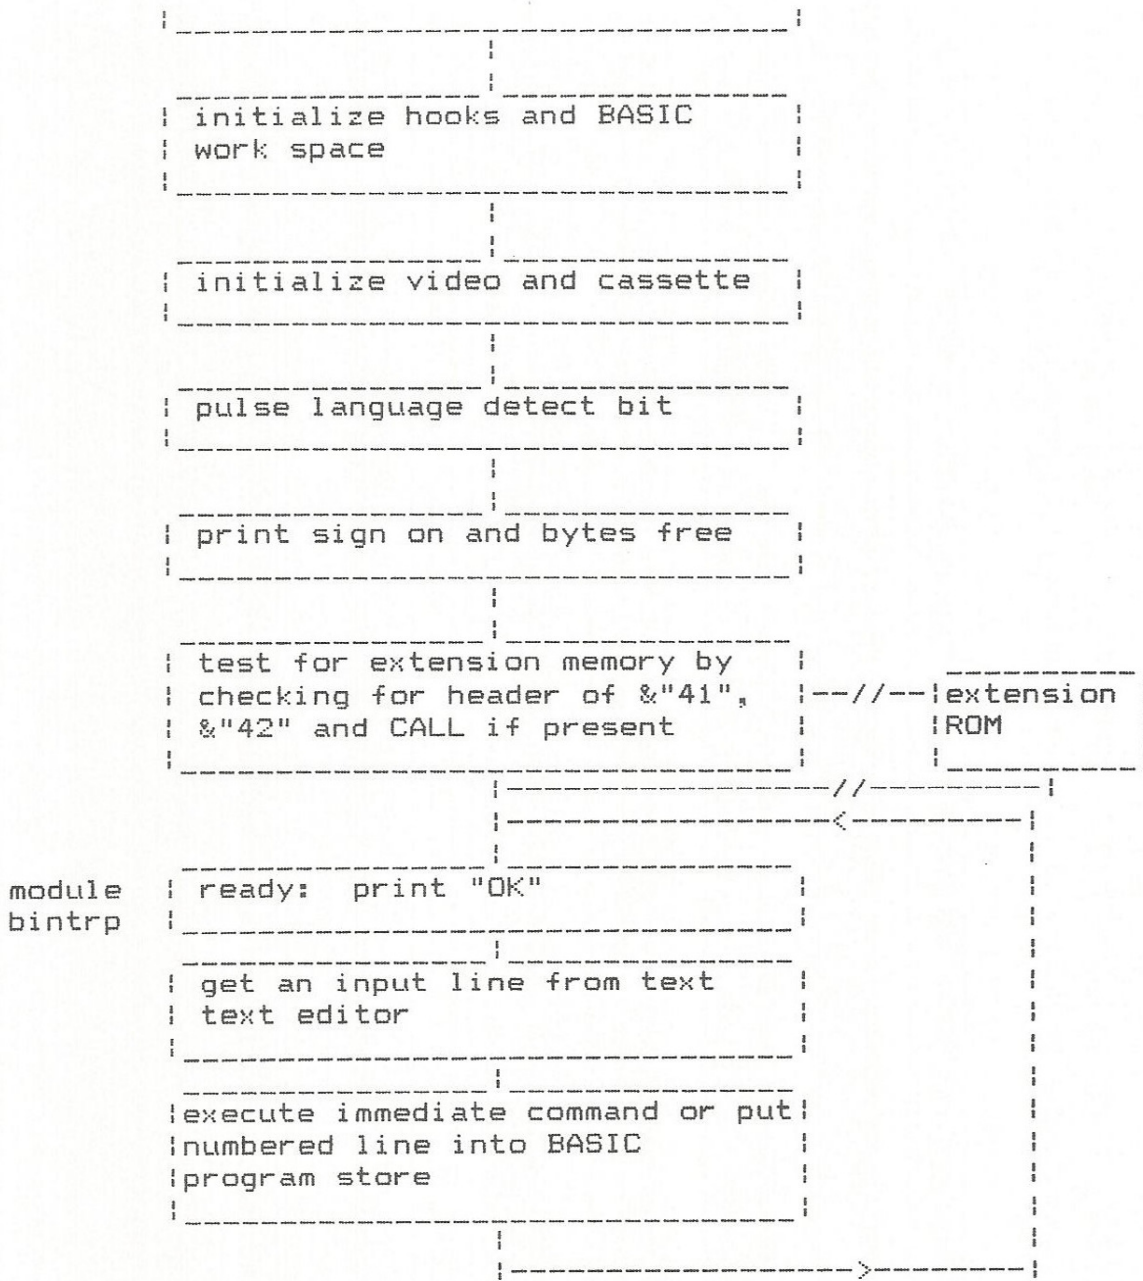 initialize hooks and BASIC
work space
initialize video and cassette
pulse language detect bit
print sign on and bytes free
test for extension memory by
checking for header of &"41",
&"42" and CALL if present
extension
ROM
module
bintrp
ready: print "OK"
get an input line from text
text editor
execute immediate command or put
numbered line into BASIC
program store